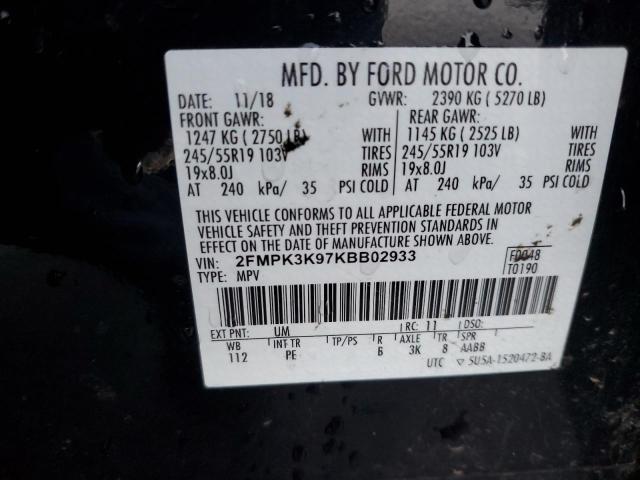 MFD. BY FORD MOTOR CO.
DATE: 11/18 GVWR: 2390 KG ( 5270 LB)
FRONT GAWR: REAR GAWR:
1247 KG ( 2750 LB) WITH 1145 KG ( 2525 LB) WITH
245/55R19 103V TIRES 245/55R19 103V TIRES
19x8.0J RIMS 19x8.0J RIMS
AT 240 kPa/ 35 PSI COLD AT 240 kPa/ 35 PSI COLD
THIS VEHICLE CONFORMS TO ALL APPLICABLE FEDERAL MOTOR
VEHICLE SAFETY AND THEFT PREVENTION STANDARDS IN
EFFECT ON THE DATE OF MANUFACTURE SHOWN ABOVE.
VIN: 2FMPK3K97KBB02933
TYPE: MPV
T0190
EXT PNT: UM RC: 11 DSO:
WB INT TR TP/PS R AXLE TR SPR
112 PE B 3K 8 AABB
UTC 5U5A-1520472-BA